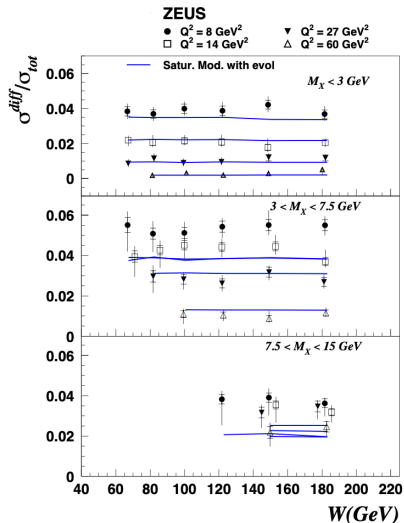 ZEUS
● Q² = 8 GeV² ▼ Q² = 27 GeV²
□ Q² = 14 GeV² △ Q² = 60 GeV²
Satur. Mod. with evol
M_X < 3 GeV
σ^diff/σ_tot
0.06
0.04
0.02
0
3 < M_X < 7.5 GeV
0.06
0.04
0.02
0
7.5 < M_X < 15 GeV
0.06
0.04
0.02
0
40 60 80 100 120 140 160 180 200 220
W(GeV)